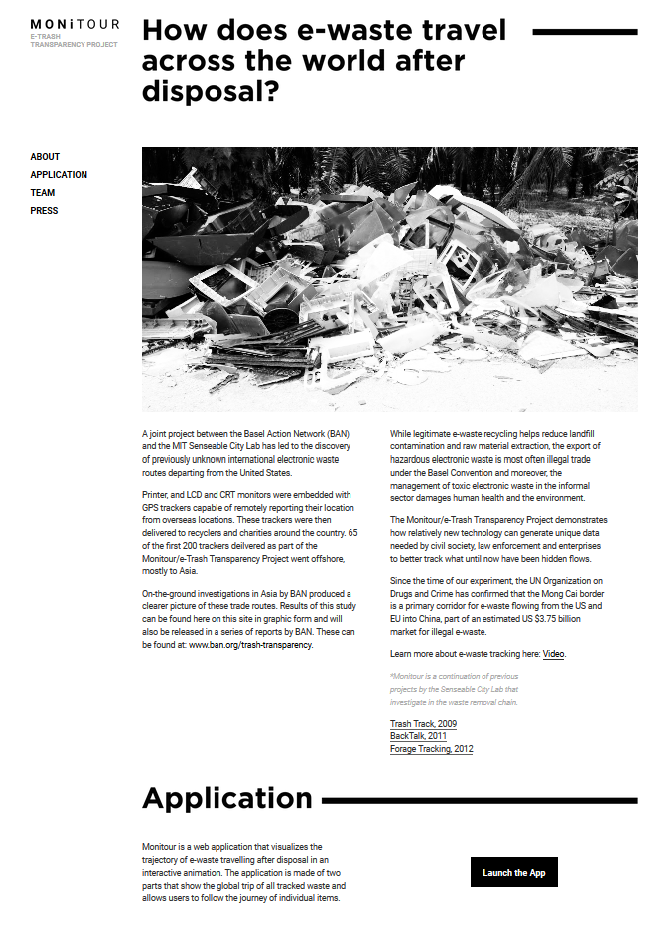 MONiTOUR
E-TRASH
TRANSPARENCY PROJECT
How does e-waste travel
across the world after
disposal?
ABOUT
APPLICATION
TEAM
PRESS
A joint project between the Basel Action Network (BAN)
and the MIT Senseable City Lab has led to the discovery
of previously unknown international electronic waste
routes departing from the United States.
Printer, and LCD and CRT monitors were embedded with
GPS trackers capable of remotely reporting their location
from overseas locations. These trackers were then
delivered to recyclers and charities around the country. 65
of the first 200 trackers deilvered as part of the
Monitour/e-Trash Transparency Project went offshore,
mostly to Asia.
On-the-ground investigations in Asia by BAN produced a
clearer picture of these trade routes. Results of this study
can be found here on this site in graphic form and will
also be released in a series of reports by BAN. These can
be found at: www.ban.org/trash-transparency.
While legitimate e-waste recycling helps reduce landfill
contamination and raw material extraction, the export of
hazardous electronic waste is most often illegal trade
under the Basel Convention and moreover, the
management of toxic electronic waste in the informal
sector damages human health and the environment.
The Monitour/e-Trash Transparency Project demonstrates
how relatively new technology can generate unique data
needed by civil society, law enforcement and enterprises
to better track what until now have been hidden flows.
Since the time of our experiment, the UN Organization on
Drugs and Crime has confirmed that the Mong Cai border
is a primary corridor for e-waste flowing from the US and
EU into China, part of an estimated US $3.75 billion
market for illegal e-waste.
Learn more about e-waste tracking here: Video.
*Monitour is a continuation of previous
projects by the Senseable City Lab that
investigate in the waste removal chain.
Trash Track, 2009
BackTalk, 2011
Forage Tracking, 2012
Application
Monitour is a web application that visualizes the
trajectory of e-waste travelling after disposal in an
interactive animation. The application is made of two
parts that show the global trip of all tracked waste and
allows users to follow the journey of individual items.
Launch the App